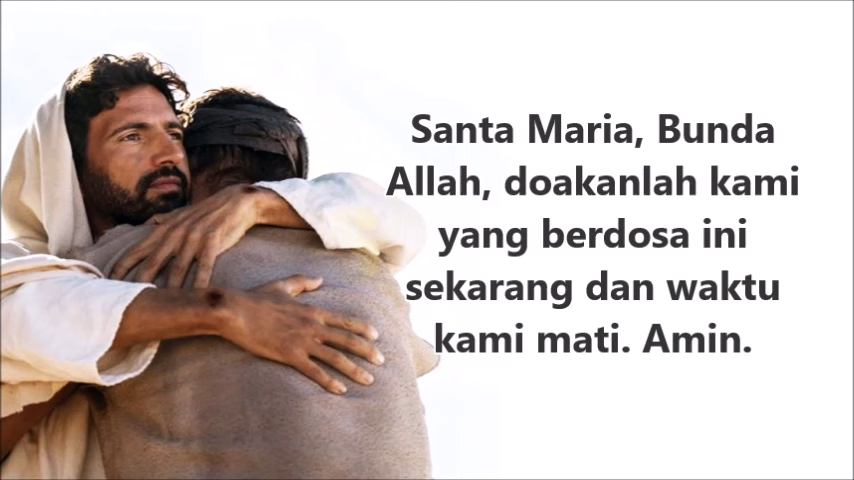 Santa Maria, Bunda
Allah, doakanlah kami
yang berdosa ini
sekarang dan waktu
kami mati. Amin.